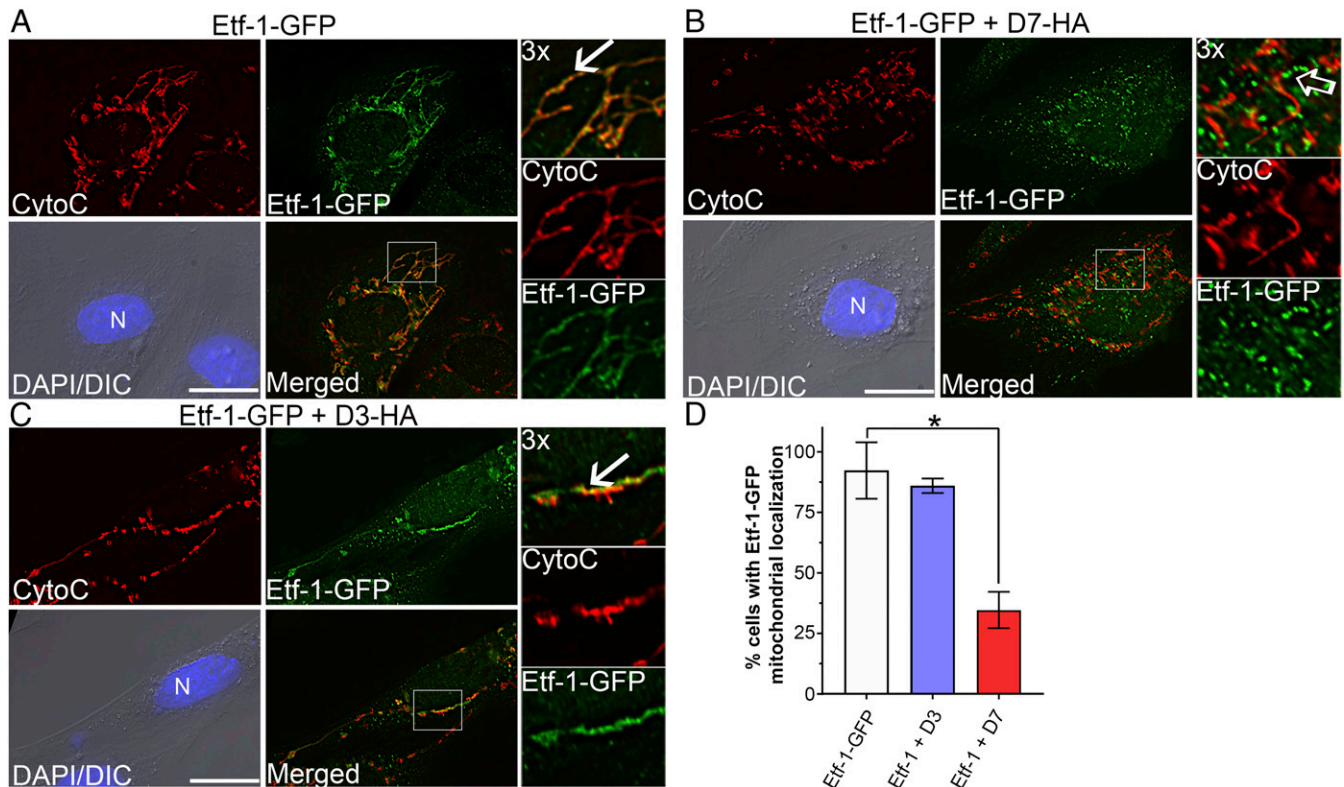 A
Etf-1-GFP
CytoC
Etf-1-GFP
3x
CytoC
Etf-1-GFP
N
DAPI/DIC
Merged
B
Etf-1-GFP + D7-HA
CytoC
Etf-1-GFP
3x
CytoC
Etf-1-GFP
N
DAPI/DIC
Merged
C
Etf-1-GFP + D3-HA
CytoC
Etf-1-GFP
3x
CytoC
Etf-1-GFP
N
DAPI/DIC
Merged
D
*
% cells with Etf-1-GFP
mitochondrial localization
100
75
50
25
0
Etf-1-GFP
Etf-1 + D3
Etf-1 + D7